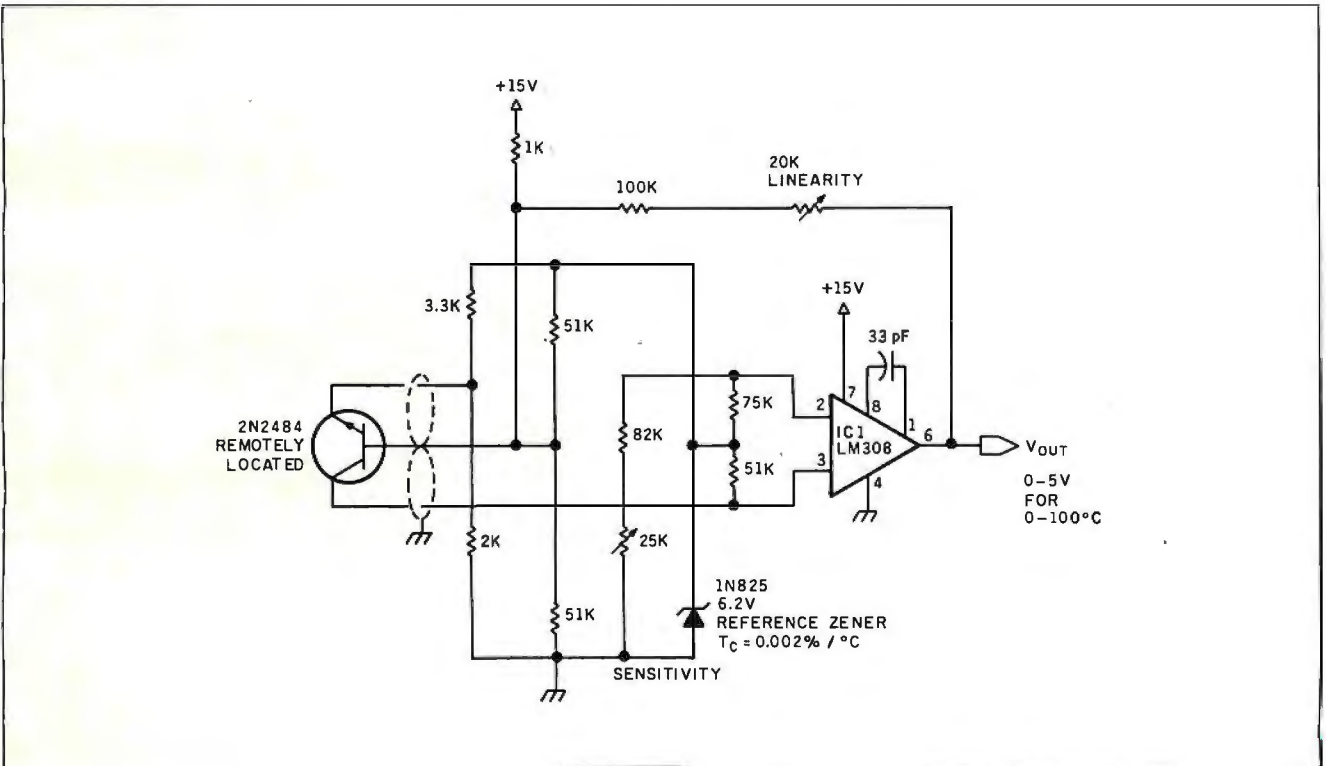 +15V
1K
20K
LINEARITY
100K
+15V
3.3K
51K
33 pF
75K
2
7
8
1
82K
IC1
LM308
6
VOUT
2N2484
REMOTELY
LOCATED
51K
3
4
0-5V
FOR
0-100°C
2K
25K
51K
1N825
6.2V
REFERENCE ZENER
TC = 0.002% / °C
SENSITIVITY